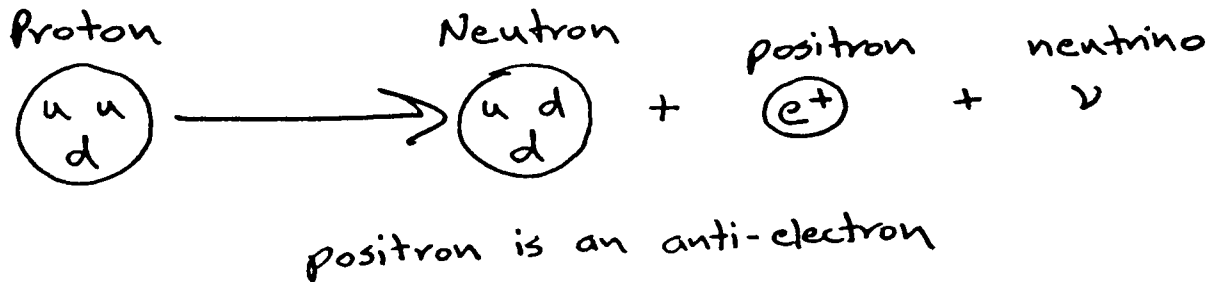 Proton Neutron positron neutrino
u u u d + e+ + ν
d d
positron is an anti-electron